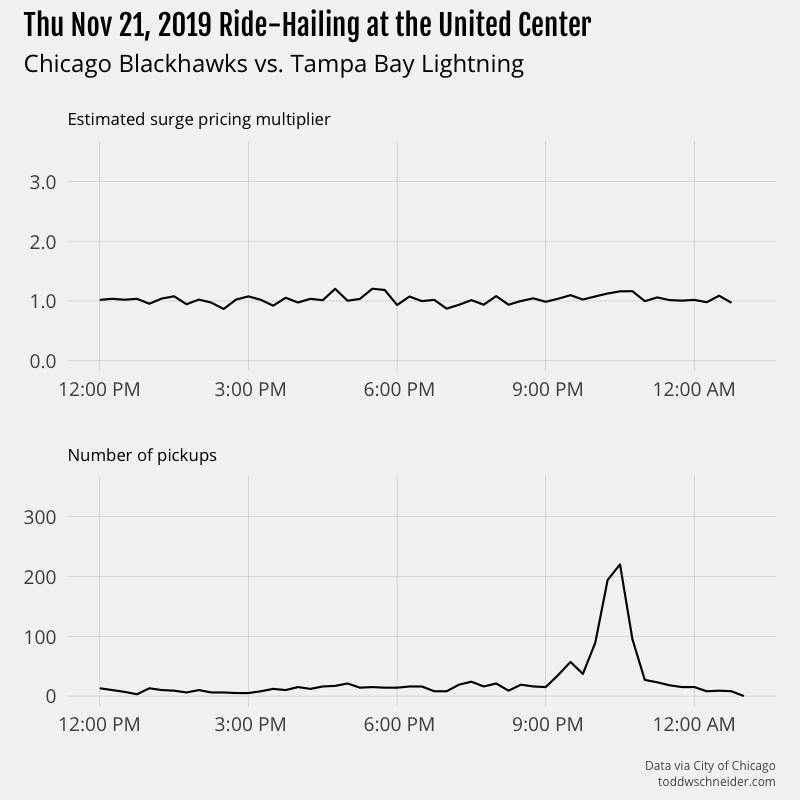 Thu Nov 21, 2019 Ride-Hailing at the United Center
Chicago Blackhawks vs. Tampa Bay Lightning
Estimated surge pricing multiplier
3.0
2.0
1.0
0.0
12:00 PM 3:00 PM 6:00 PM 9:00 PM 12:00 AM
Number of pickups
300
200
100
0
12:00 PM 3:00 PM 6:00 PM 9:00 PM 12:00 AM
Data via City of Chicago
toddwschneider.com